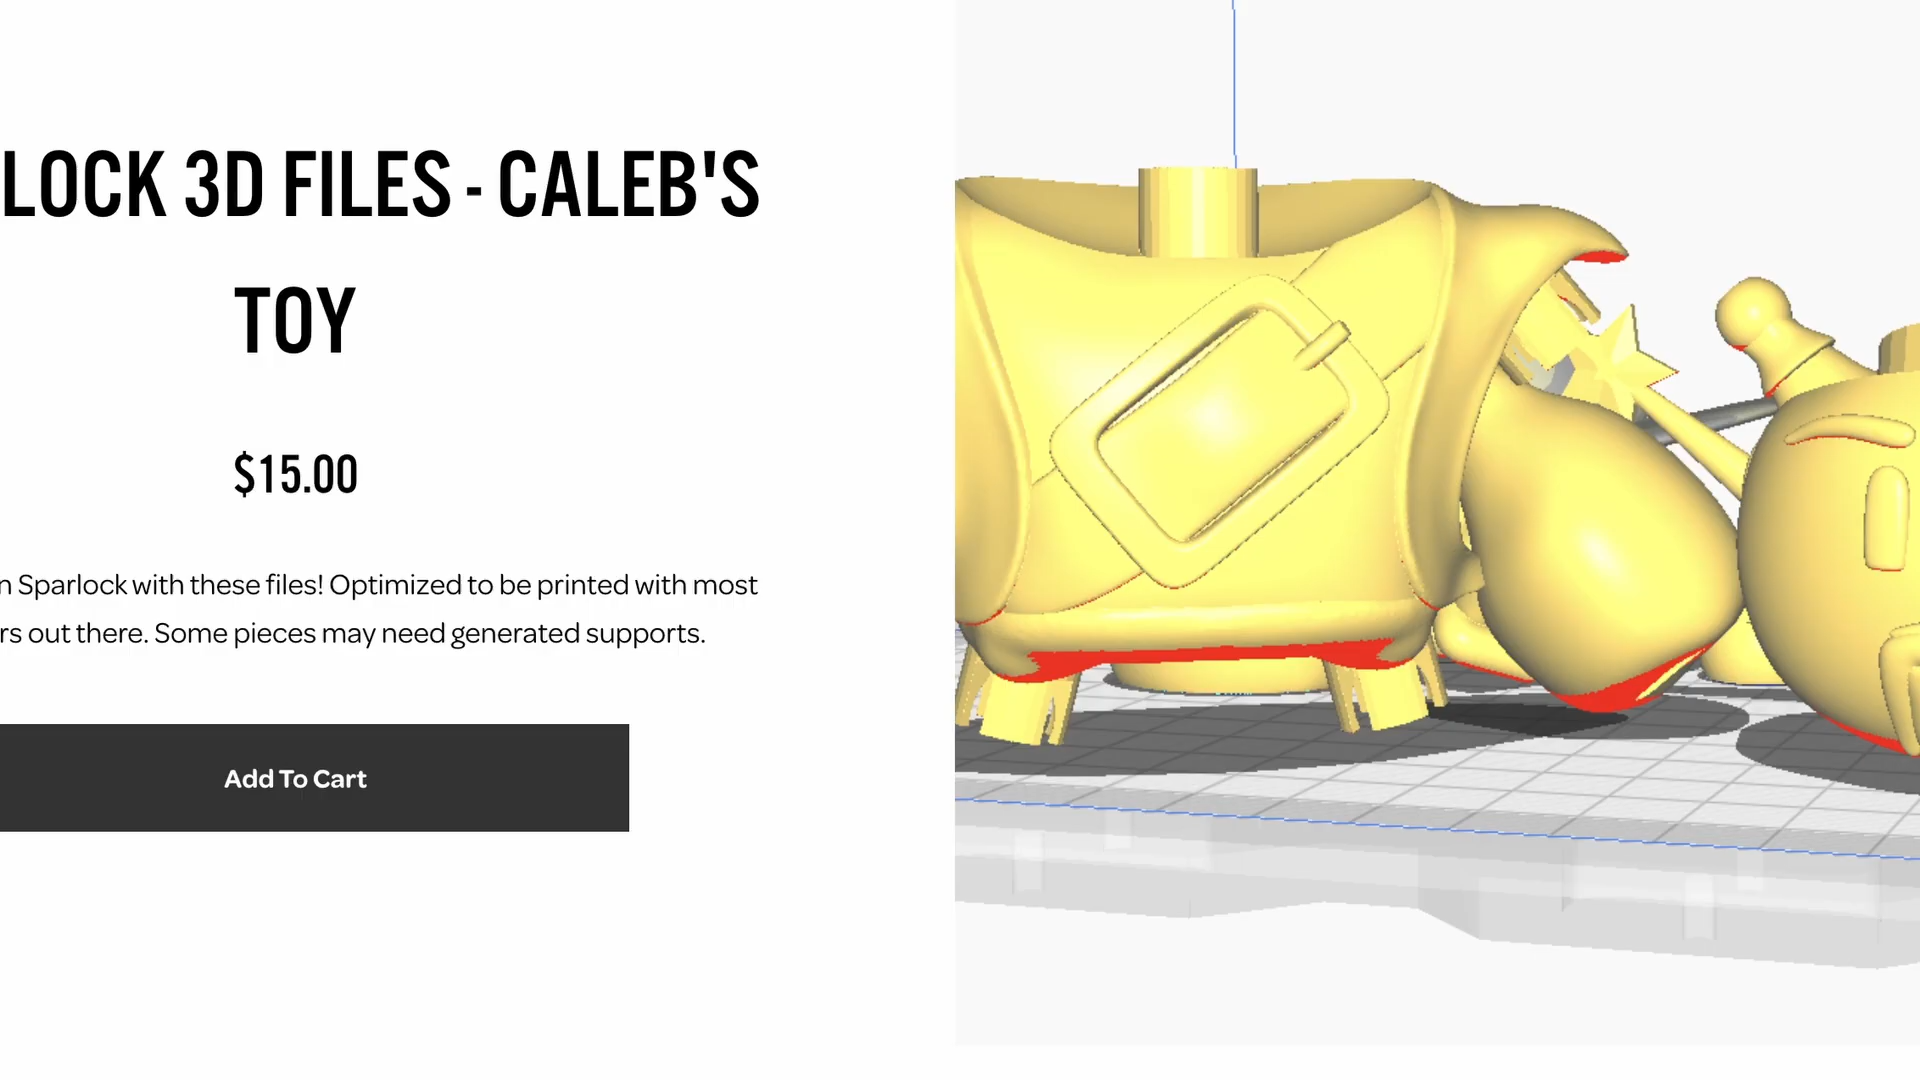 LOCK 3D FILES - CALEB'S
TOY
$15.00
n Sparlock with these files! Optimized to be printed with most
rs out there. Some pieces may need generated supports.
Add To Cart